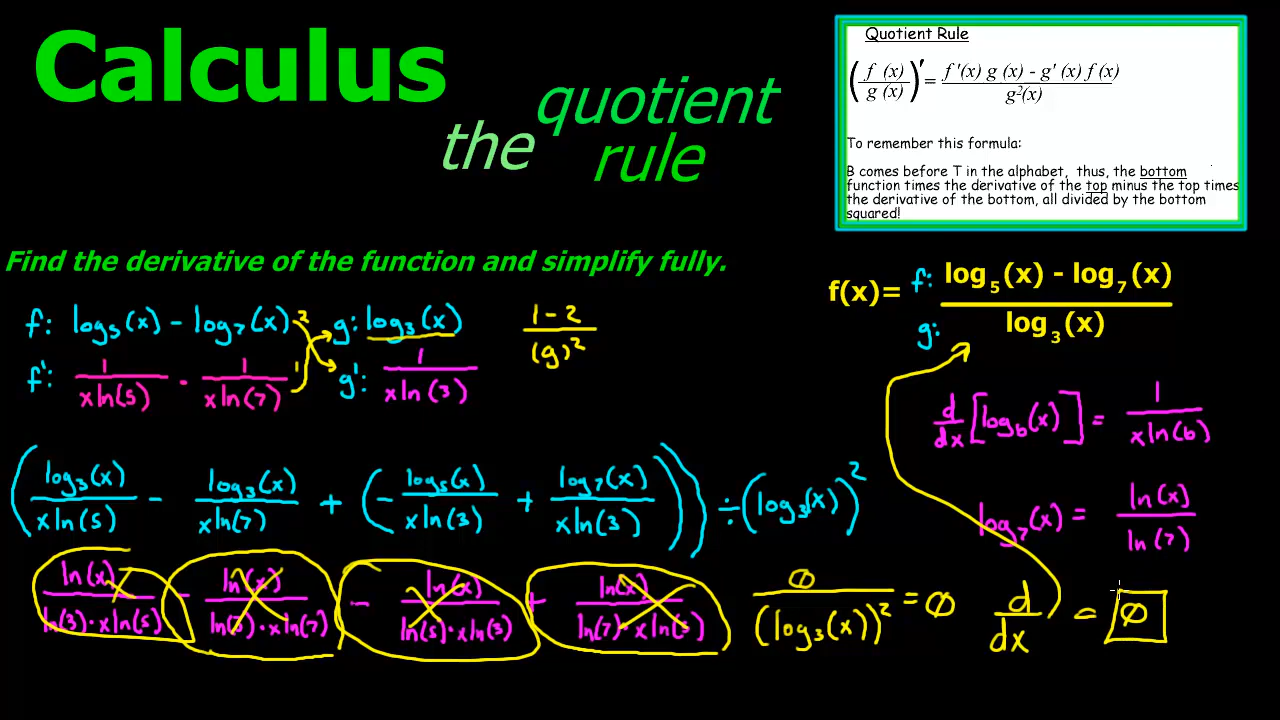 Calculus
the quotient rule
Quotient Rule
(f (x) / g (x))' = f '(x) g (x) - g' (x) f (x) / g²(x)
To remember this formula:
B comes before T in the alphabet, thus, the bottom
function times the derivative of the top minus the top times
the derivative of the bottom, all divided by the bottom
squared!
Find the derivative of the function and simplify fully.
f(x)= f: log₅(x) - log₇(x) / g: log₃(x)
f: log₅(x) - log₇(x) 2 g: log₃(x)
1 - 2 / (g)²
f': 1 / xln(5) - 1 / xln(7) 1 g': 1 / xln(3)
d/dx [log_b(x)] = 1 / xln(b)
(log₃(x) / xln(5) - log₃(x) / xln(7) + (- log₅(x) / xln(3) + log₇(x) / xln(3))) ÷ (log₃(x))²
log₇(x) = ln(x) / ln(7)
ln(x) / ln(3)·xln(5) - ln(x) / ln(3)·xln(7) - ln(x) / ln(5)·xln(3) + ln(x) / ln(7)·xln(3)
0 / (log₃(x))² = 0
d/dx = 0